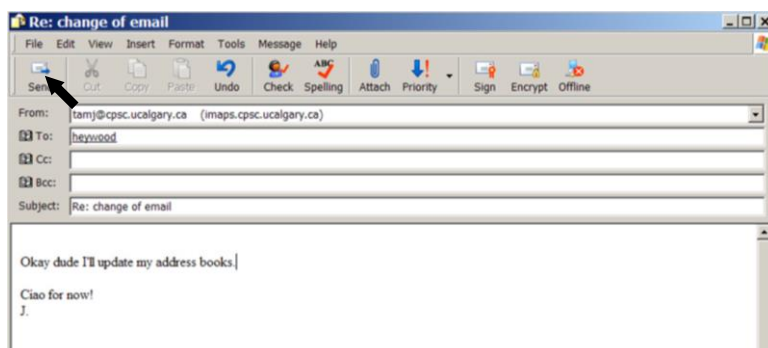 Re: change of email
File Edit View Insert Format Tools Message Help
Send Cut Copy Paste Undo Check ABC Spelling Attach Priority Sign Encrypt Offline
From: tamj@cpsc.ucalgary.ca (imaps.cpsc.ucalgary.ca)
To: heywood
Cc:
Bcc:
Subject: Re: change of email
Okay dude I'll update my address books.
Ciao for now!
J.